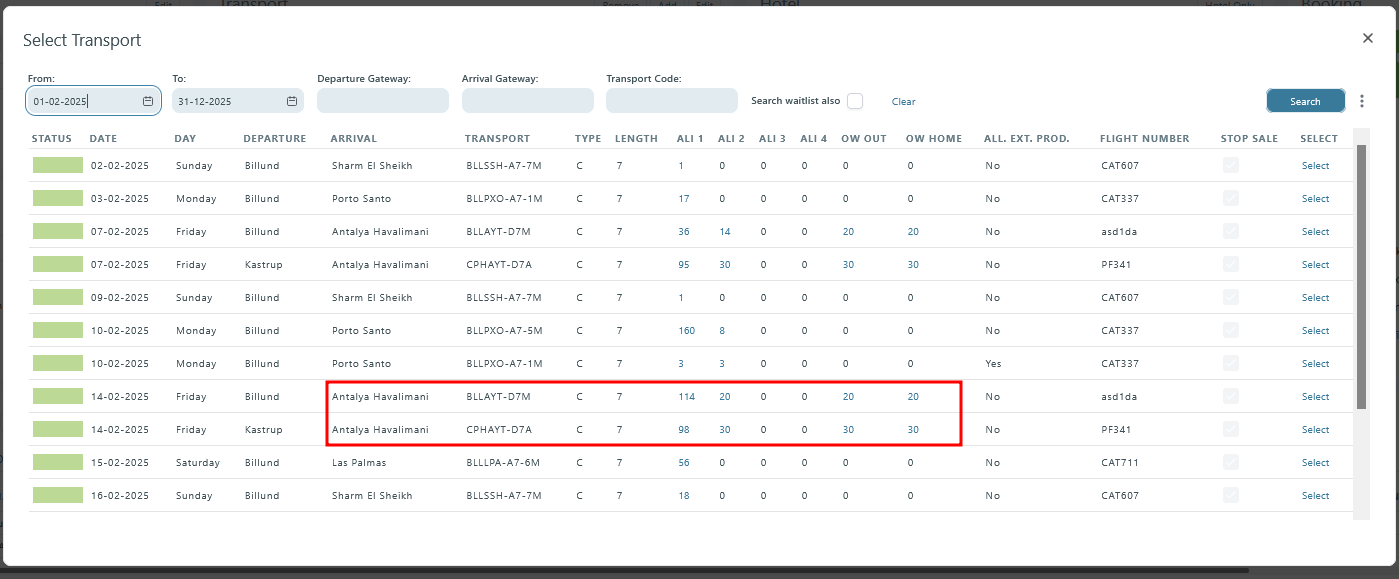 Select Transport
From: To: Departure Gateway: Arrival Gateway: Transport Code:
01-02-2025 31-12-2025 Search waitlist also Clear Search
STATUS DATE DAY DEPARTURE ARRIVAL TRANSPORT TYPE LENGTH ALI 1 ALI 2 ALI 3 ALI 4 OW OUT OW HOME ALL. EXT. PROD. FLIGHT NUMBER STOP SALE SELECT
02-02-2025 Sunday Billund Sharm El Sheikh BLLSSH-A7-7M C 7 1 0 0 0 0 0 No CAT607 Select
03-02-2025 Monday Billund Porto Santo BLLPXO-A7-1M C 7 17 0 0 0 0 0 No CAT337 Select
07-02-2025 Friday Billund Antalya Havalimani BLLAYT-D7M C 7 36 14 0 0 20 20 No asd1da Select
07-02-2025 Friday Kastrup Antalya Havalimani CPHAYT-D7A C 7 95 30 0 0 30 30 No PF341 Select
09-02-2025 Sunday Billund Sharm El Sheikh BLLSSH-A7-7M C 7 1 0 0 0 0 0 No CAT607 Select
10-02-2025 Monday Billund Porto Santo BLLPXO-A7-5M C 7 160 8 0 0 0 0 No CAT337 Select
10-02-2025 Monday Billund Porto Santo BLLPXO-A7-1M C 7 3 3 0 0 0 0 Yes CAT337 Select
14-02-2025 Friday Billund Antalya Havalimani BLLAYT-D7M C 7 114 20 0 0 20 20 No asd1da Select
14-02-2025 Friday Kastrup Antalya Havalimani CPHAYT-D7A C 7 98 30 0 0 30 30 No PF341 Select
15-02-2025 Saturday Billund Las Palmas BLLLPA-A7-6M C 7 56 0 0 0 0 0 No CAT711 Select
16-02-2025 Sunday Billund Sharm El Sheikh BLLSSH-A7-7M C 7 18 0 0 0 0 0 No CAT607 Select